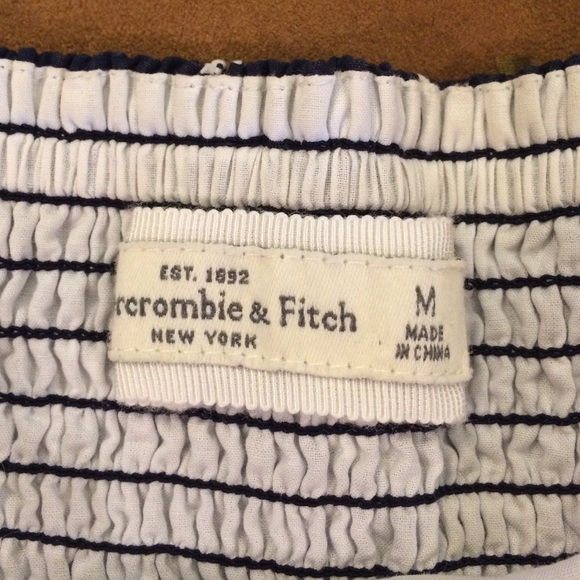 EST. 1892
rcrombie & Fitch
NEW YORK
M
MADE
IN CHINA